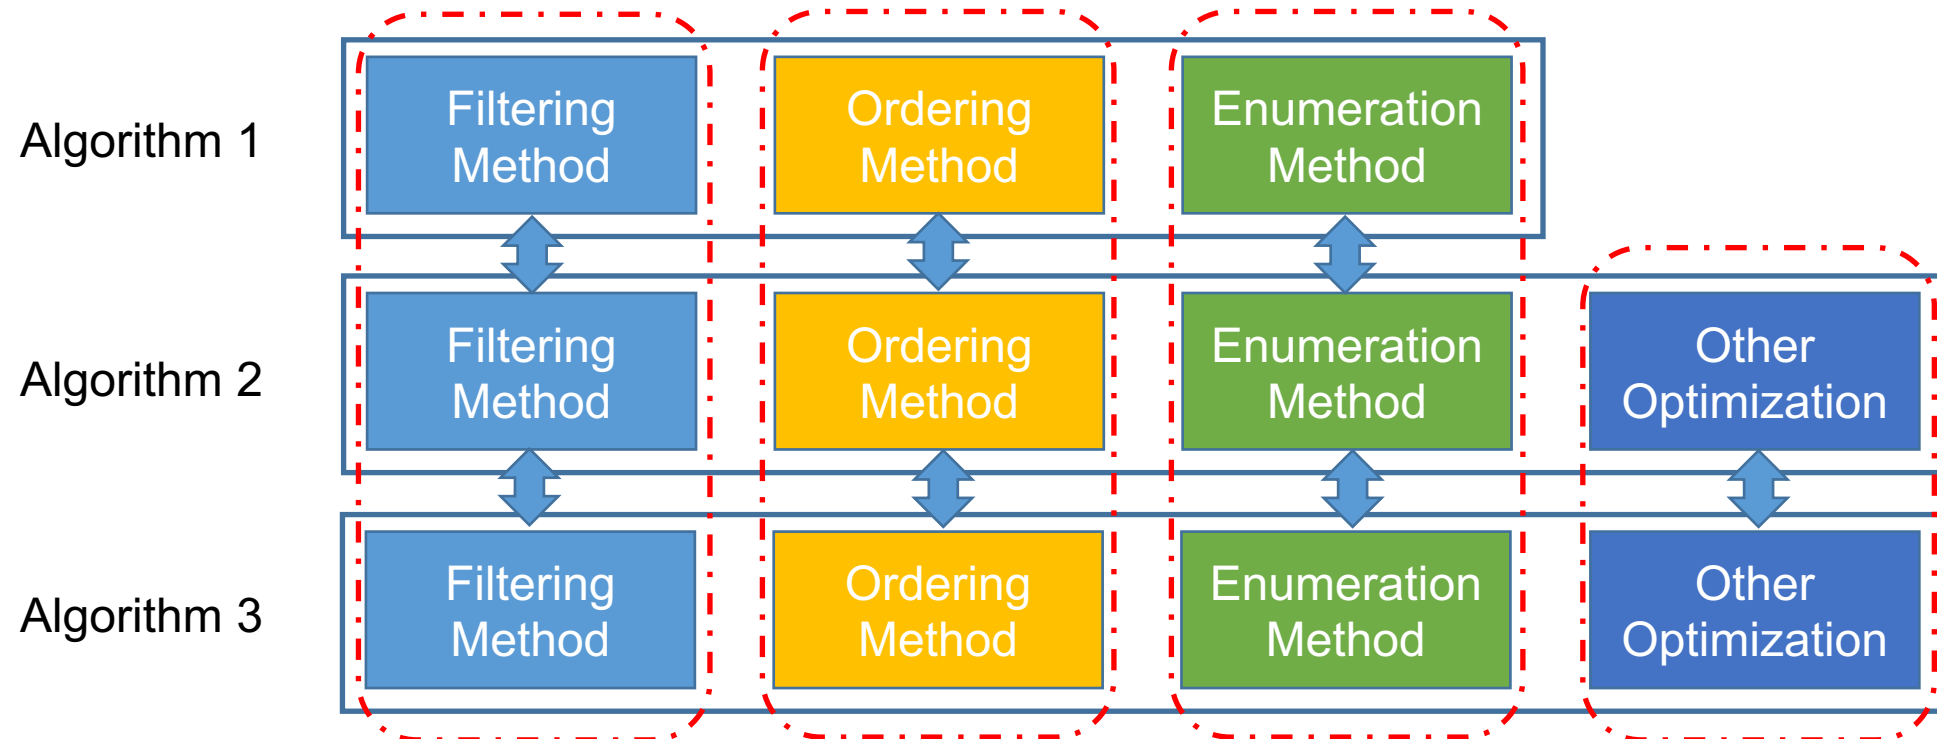 Algorithm 1
Filtering
Method
Ordering
Method
Enumeration
Method
Algorithm 2
Filtering
Method
Ordering
Method
Enumeration
Method
Other
Optimization
Algorithm 3
Filtering
Method
Ordering
Method
Enumeration
Method
Other
Optimization